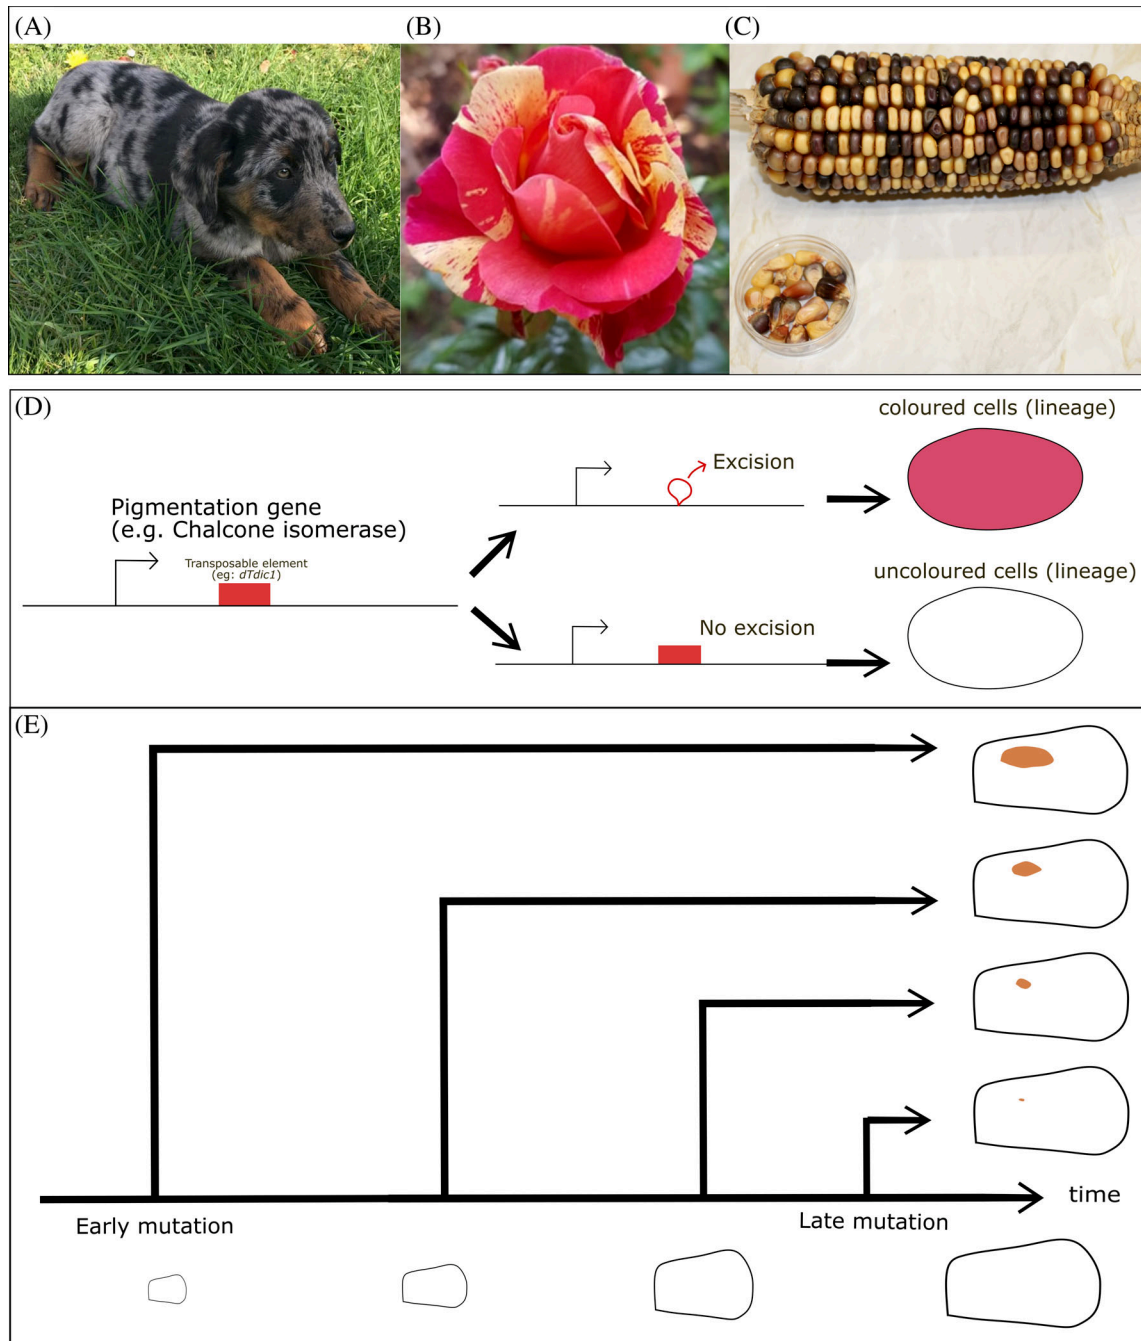 (A)
(B)
(C)
(D)
coloured cells (lineage)
Excision
Pigmentation gene
(e.g. Chalcone isomerase)
Transposable element
(eg: dTdic1)
uncoloured cells (lineage)
No excision
(E)
time
Early mutation
Late mutation